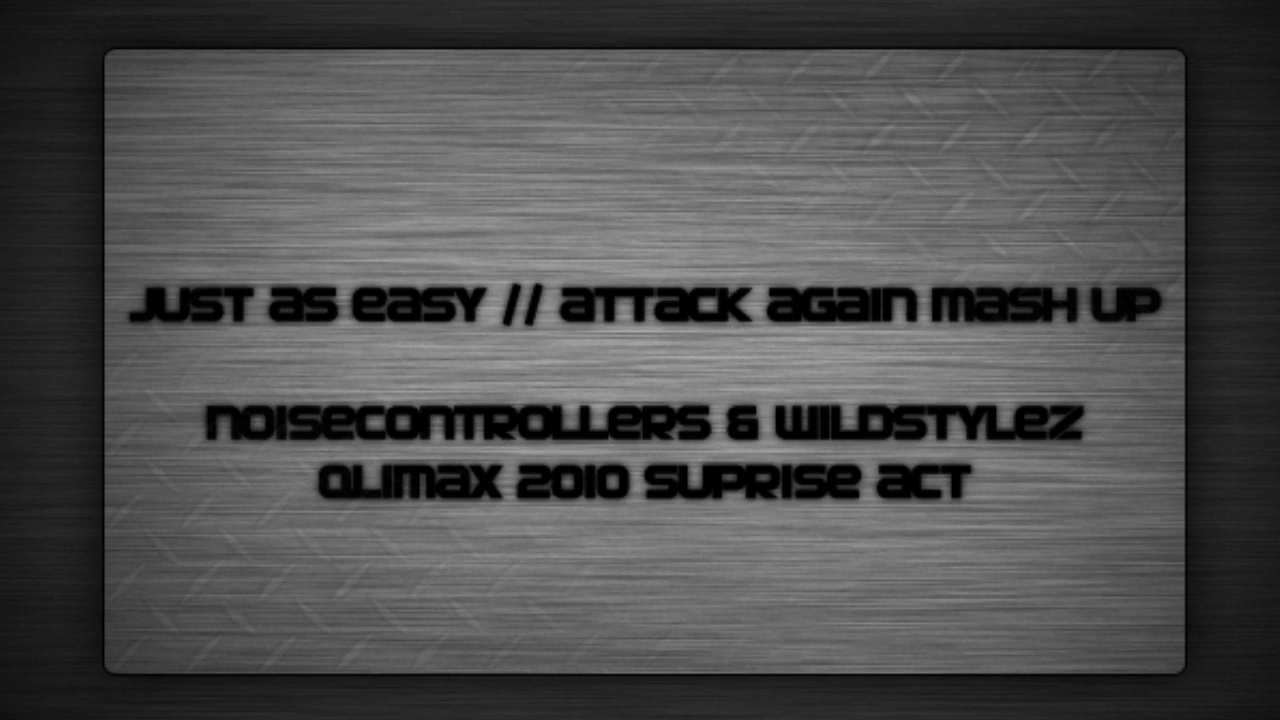 JUST AS EASY // ATTACK AGAIN MASH UP
NOISECONTROLLERS & WILDSTYLEZ
QLIMAX 2010 SUPRISE ACT